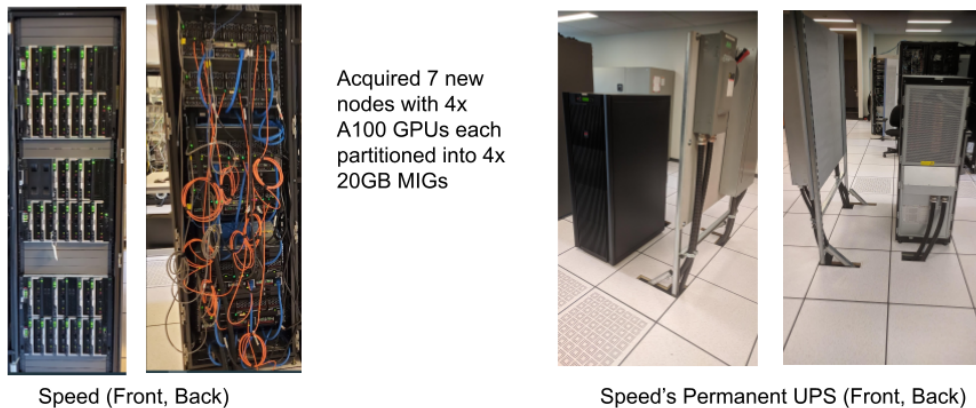 Acquired 7 new
nodes with 4x
A100 GPUs each
partitioned into 4x
20GB MIGs
Speed (Front, Back)
Speed's Permanent UPS (Front, Back)